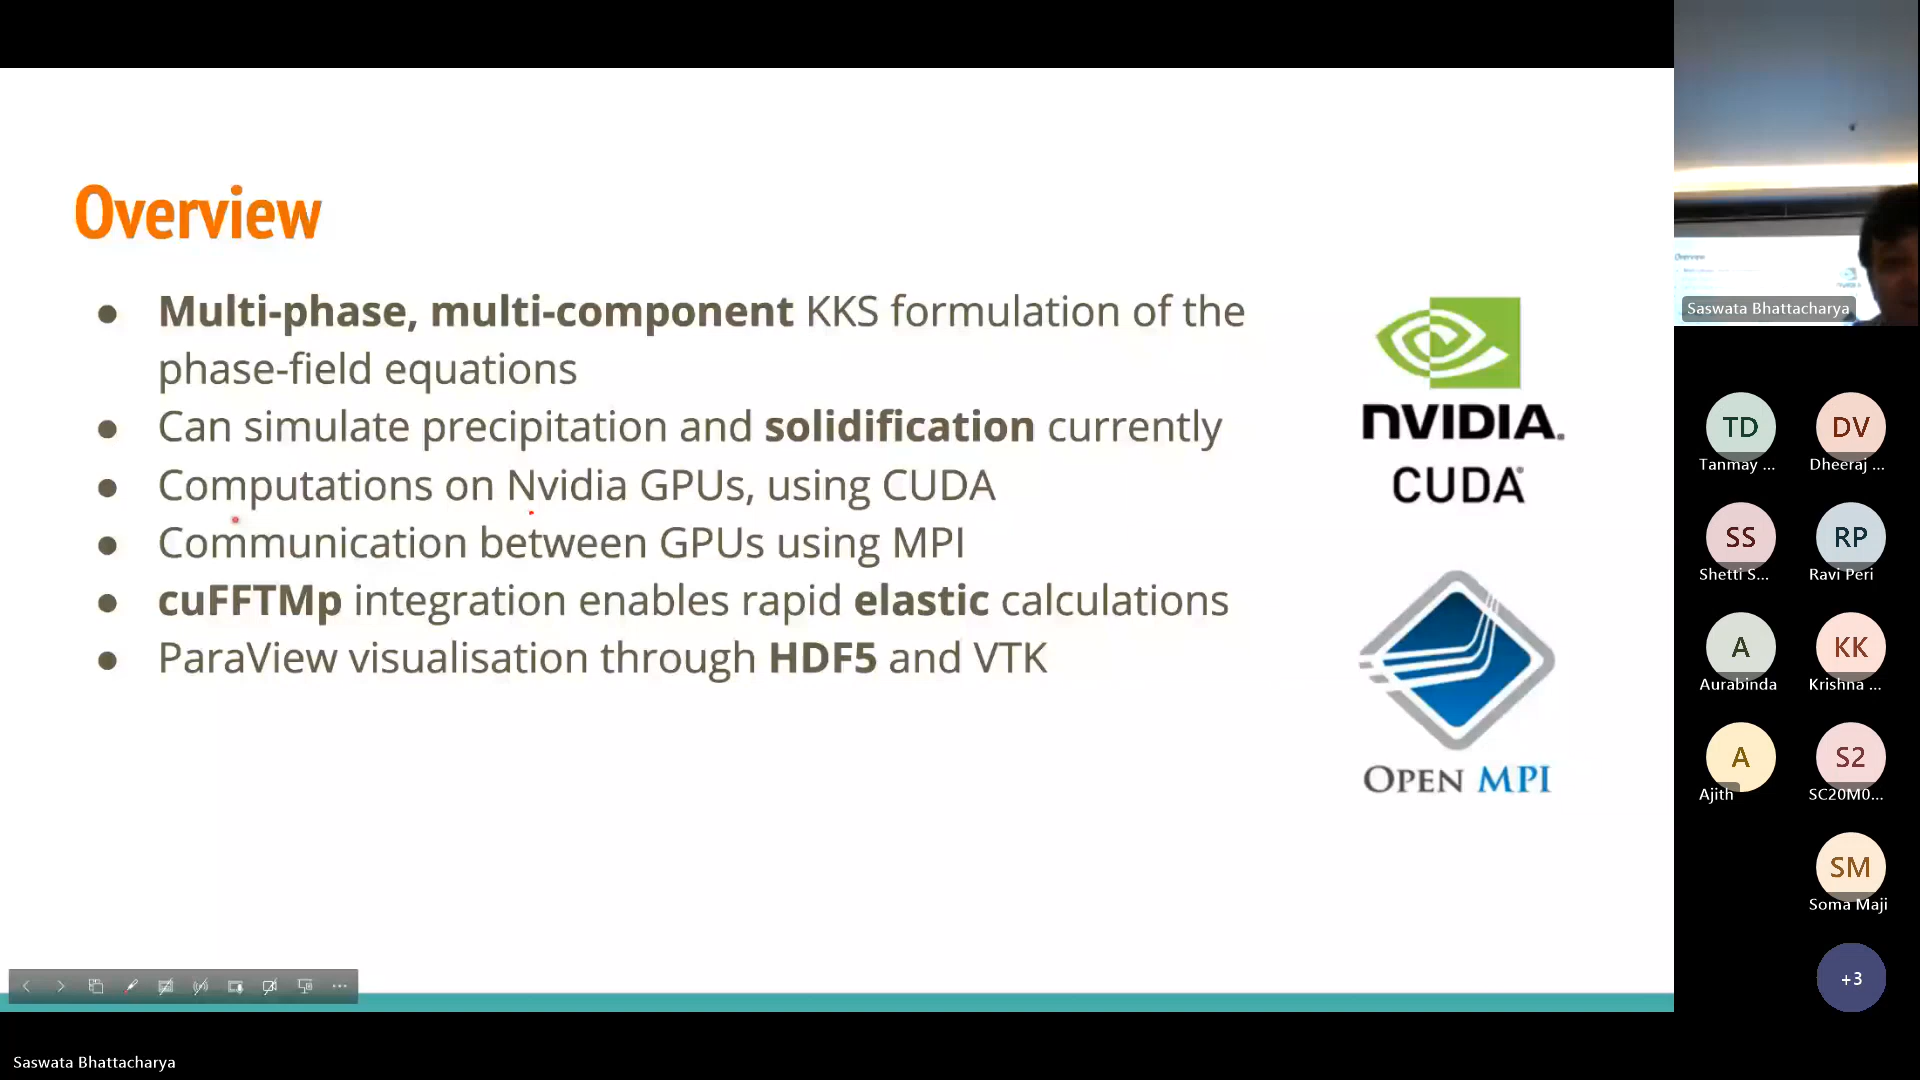 Overview
● Multi-phase, multi-component KKS formulation of the
phase-field equations
● Can simulate precipitation and solidification currently
● Computations on Nvidia GPUs, using CUDA
● Communication between GPUs using MPI
● cuFFTMp integration enables rapid elastic calculations
● ParaView visualisation through HDF5 and VTK
NVIDIA.
CUDA
OPEN MPI
Overview
Saswata Bhattacharya
TD
Tanmay ...
DV
Dheeraj ...
SS
Shetti S...
RP
Ravi Peri
A
Aurabinda
KK
Krishna ...
A
Ajith
S2
SC20M0...
SM
Soma Maji
+3
Saswata Bhattacharya